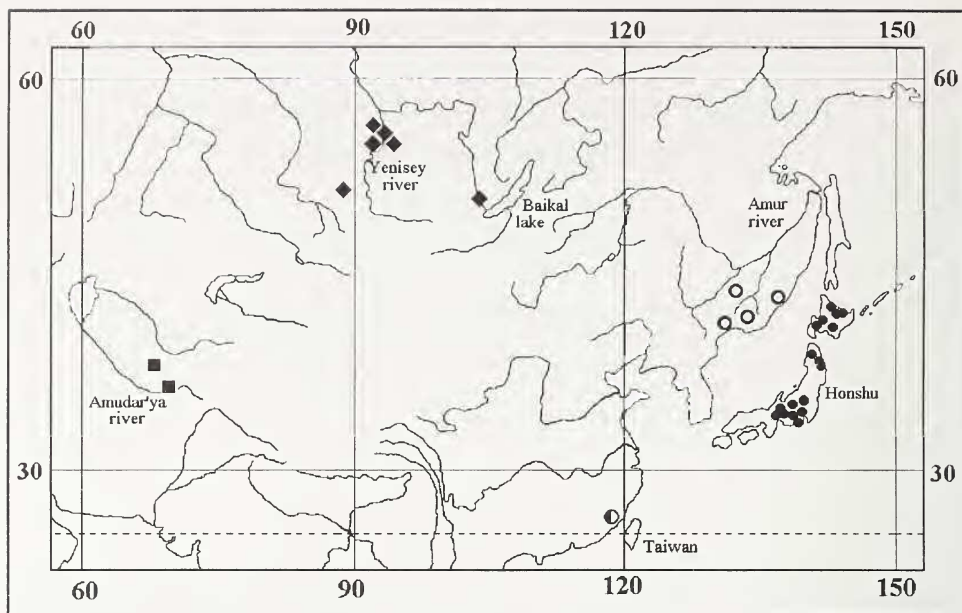 60 90 120 150
60 60
Yenisey
river
Baikal
lake
Amur
river
Amudar'ya
river
Honshu
30 30
Taiwan
60 90 120 150